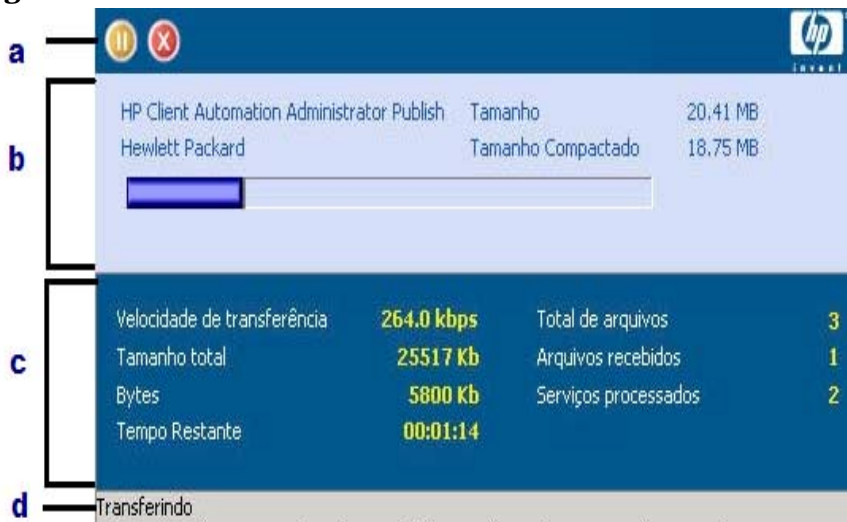 a
hp
invent
b
HP Client Automation Administrator Publish Tamanho 20.41 MB
Hewlett Packard Tamanho Compactado 18.75 MB
c
Velocidade de transferência 264.0 kbps Total de arquivos 3
Tamanho total 25517 Kb Arquivos recebidos 1
Bytes 5800 Kb Serviços processados 2
Tempo Restante 00:01:14
d
Transferindo